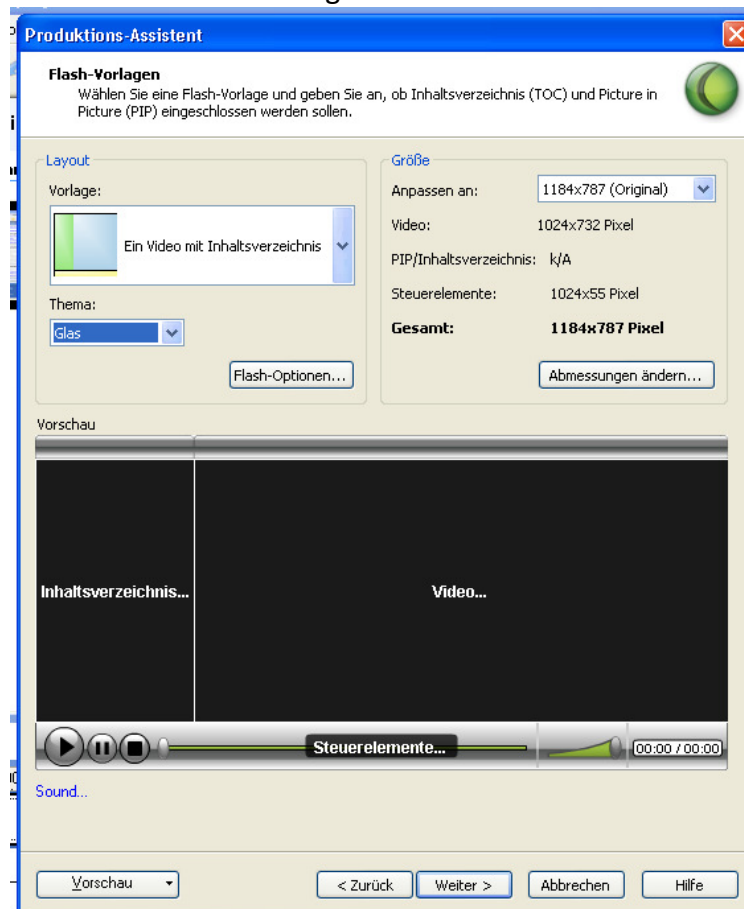 Produktions-Assistent
Flash-Vorlagen
Wählen Sie eine Flash-Vorlage und geben Sie an, ob Inhaltsverzeichnis (TOC) und Picture in
Picture (PIP) eingeschlossen werden sollen.
Layout
Vorlage:
Ein Video mit Inhaltsverzeichnis
Thema:
Glas
Flash-Optionen...
Größe
Anpassen an: 1184x787 (Original)
Video: 1024x732 Pixel
PIP/Inhaltsverzeichnis: k/A
Steuerelemente: 1024x55 Pixel
Gesamt: 1184x787 Pixel
Abmessungen ändern...
Vorschau
Inhaltsverzeichnis... Video...
Steuerelemente... 00:00 / 00:00
Sound...
Vorschau < Zurück Weiter > Abbrechen Hilfe